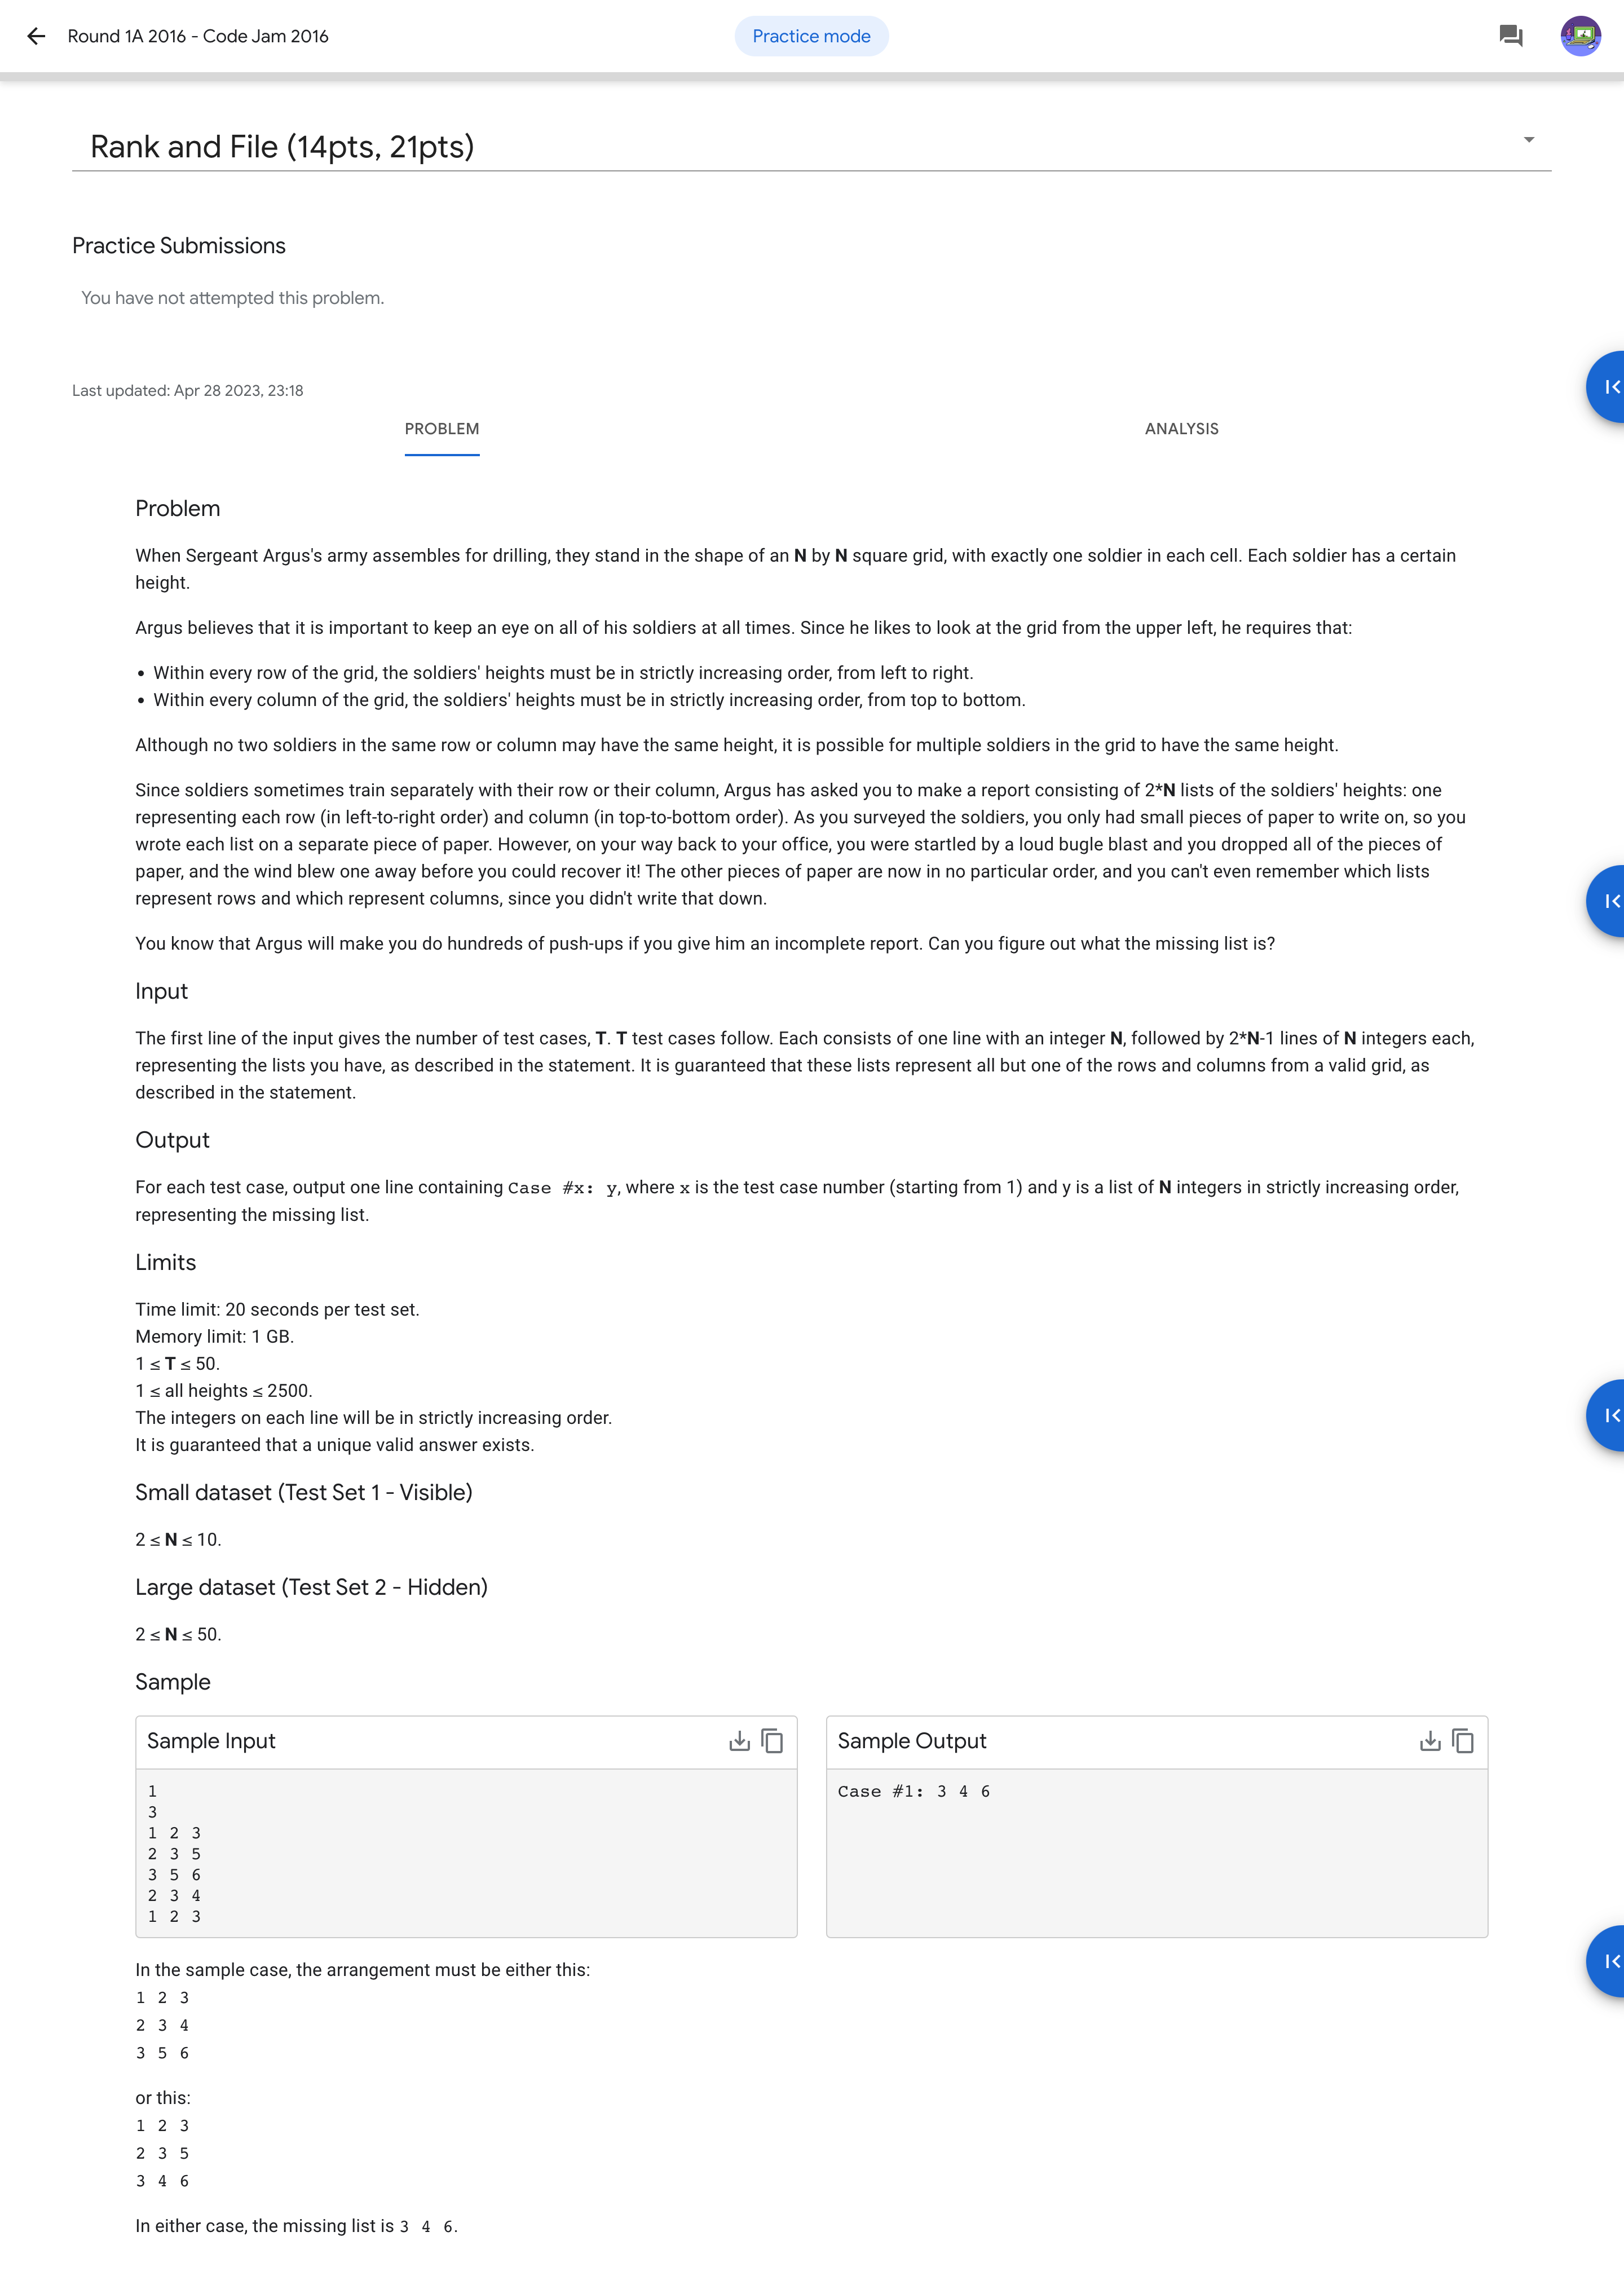 Round 1A 2016 - Code Jam 2016
Practice mode
Rank and File (14pts, 21pts)
Practice Submissions
You have not attempted this problem.
Last updated: Apr 28 2023, 23:18
PROBLEM
ANALYSIS
Problem
When Sergeant Argus's army assembles for drilling, they stand in the shape of an N by N square grid, with exactly one soldier in each cell. Each soldier has a certain
height.
Argus believes that it is important to keep an eye on all of his soldiers at all times. Since he likes to look at the grid from the upper left, he requires that:
• Within every row of the grid, the soldiers' heights must be in strictly increasing order, from left to right.
• Within every column of the grid, the soldiers' heights must be in strictly increasing order, from top to bottom.
Although no two soldiers in the same row or column may have the same height, it is possible for multiple soldiers in the grid to have the same height.
Since soldiers sometimes train separately with their row or their column, Argus has asked you to make a report consisting of 2*N lists of the soldiers' heights: one
representing each row (in left-to-right order) and column (in top-to-bottom order). As you surveyed the soldiers, you only had small pieces of paper to write on, so you
wrote each list on a separate piece of paper. However, on your way back to your office, you were startled by a loud bugle blast and you dropped all of the pieces of
paper, and the wind blew one away before you could recover it! The other pieces of paper are now in no particular order, and you can't even remember which lists
represent rows and which represent columns, since you didn't write that down.
You know that Argus will make you do hundreds of push-ups if you give him an incomplete report. Can you figure out what the missing list is?
Input
The first line of the input gives the number of test cases, T. T test cases follow. Each consists of one line with an integer N, followed by 2*N-1 lines of N integers each,
representing the lists you have, as described in the statement. It is guaranteed that these lists represent all but one of the rows and columns from a valid grid, as
described in the statement.
Output
For each test case, output one line containing Case #x: y, where x is the test case number (starting from 1) and y is a list of N integers in strictly increasing order,
representing the missing list.
Limits
Time limit: 20 seconds per test set.
Memory limit: 1 GB.
1 ≤ T ≤ 50.
1 ≤ all heights ≤ 2500.
The integers on each line will be in strictly increasing order.
It is guaranteed that a unique valid answer exists.
Small dataset (Test Set 1 - Visible)
2 ≤ N ≤ 10.
Large dataset (Test Set 2 - Hidden)
2 ≤ N ≤ 50.
Sample
Sample Input
1
3
1 2 3
2 3 5
3 5 6
2 3 4
1 2 3
Sample Output
Case #1: 3 4 6
In the sample case, the arrangement must be either this:
1 2 3
2 3 4
3 5 6
or this:
1 2 3
2 3 5
3 4 6
In either case, the missing list is 3 4 6.